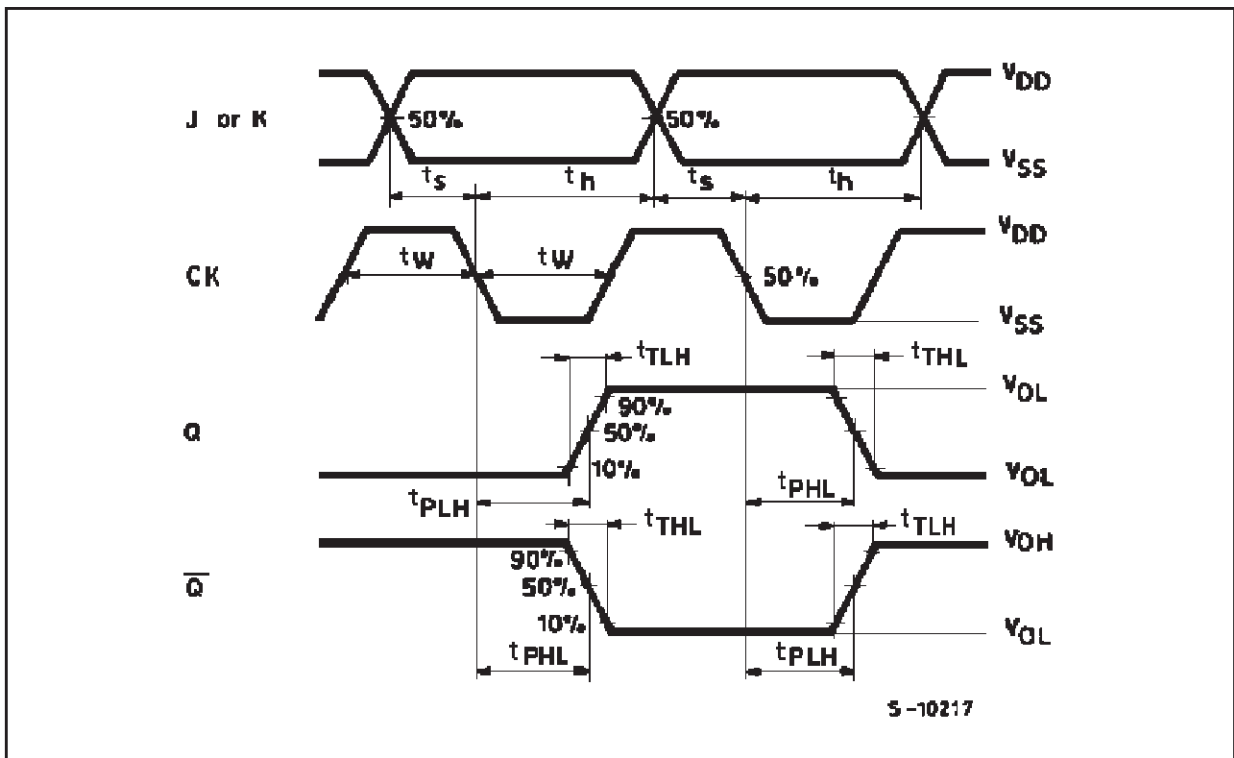 J or K
50%
50%
VDD
VSS
ts
th
ts
th
CK
tW
tW
50%
VDD
VSS
tTLH
tTHL
Q
90%
50%
10%
VOL
VOL
tPLH
tPHL
tTHL
tTLH
Q
90%
50%
10%
VOH
VOL
tPHL
tPLH
S-10217